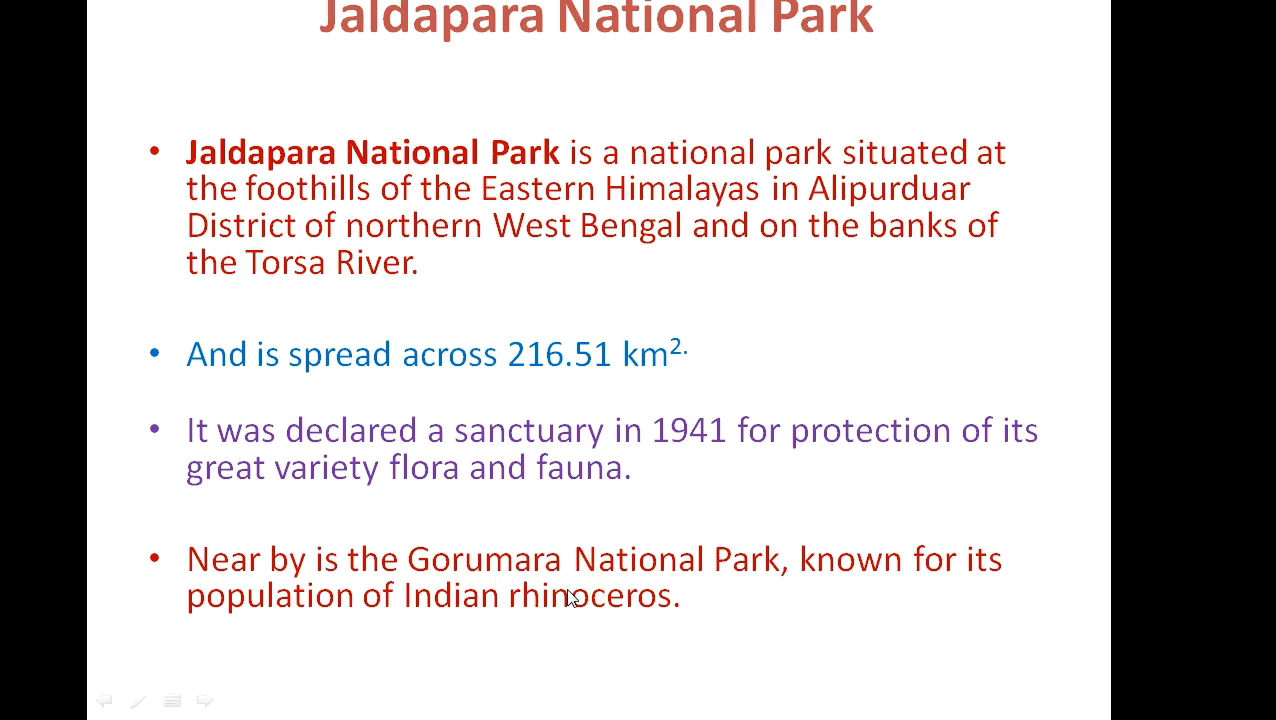 Jaldapara National Park
• Jaldapara National Park is a national park situated at
the foothills of the Eastern Himalayas in Alipurduar
District of northern West Bengal and on the banks of
the Torsa River.
• And is spread across 216.51 km².
• It was declared a sanctuary in 1941 for protection of its
great variety flora and fauna.
• Near by is the Gorumara National Park, known for its
population of Indian rhinoceros.